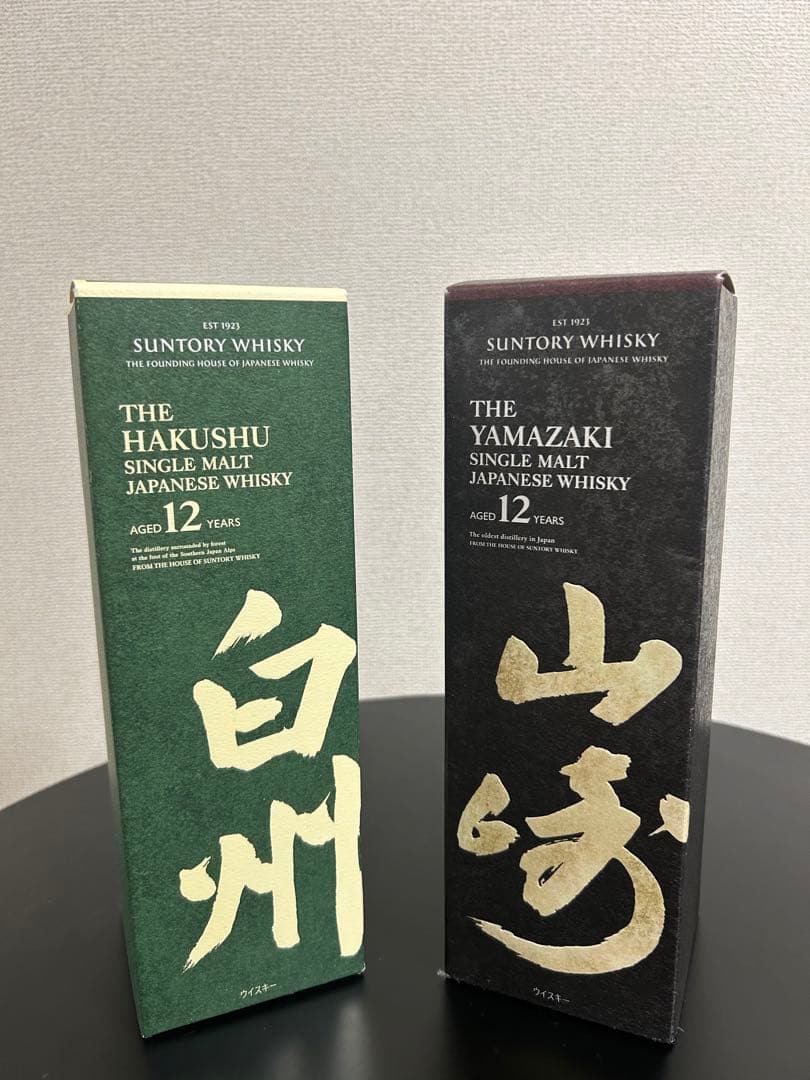 EST 1923
SUNTORY WHISKY
THE FOUNDING HOUSE OF JAPANESE WHISKY
THE
HAKUSHU
SINGLE MALT
JAPANESE WHISKY
AGED 12 YEARS
The distillery surrounded by forest
at the foot of the Southern Japan Alps
FROM THE HOUSE OF SUNTORY WHISKY
白州
ウイスキー
EST 1923
SUNTORY WHISKY
THE FOUNDING HOUSE OF JAPANESE WHISKY
THE
YAMAZAKI
SINGLE MALT
JAPANESE WHISKY
AGED 12 YEARS
The oldest distillery in Japan
FROM THE HOUSE OF SUNTORY WHISKY
山崎
ウイスキー